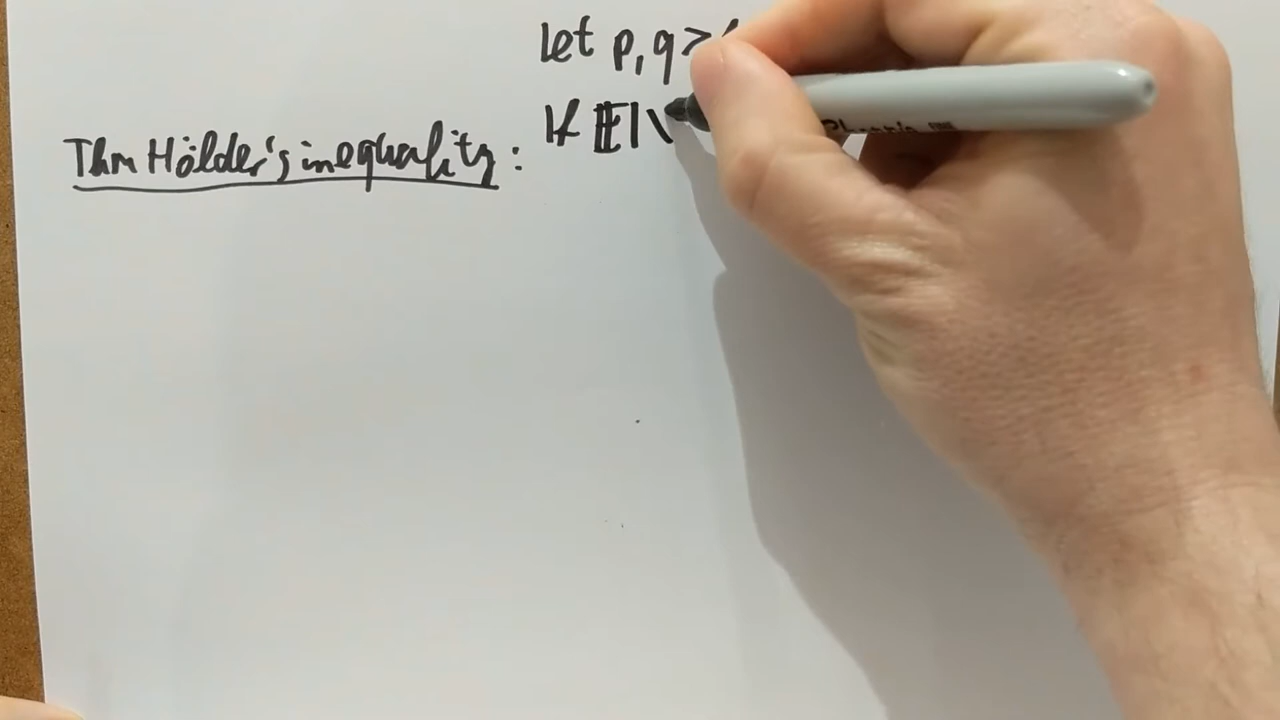 let p, q >
If 𝔼|
Thm Hölder's inequality: